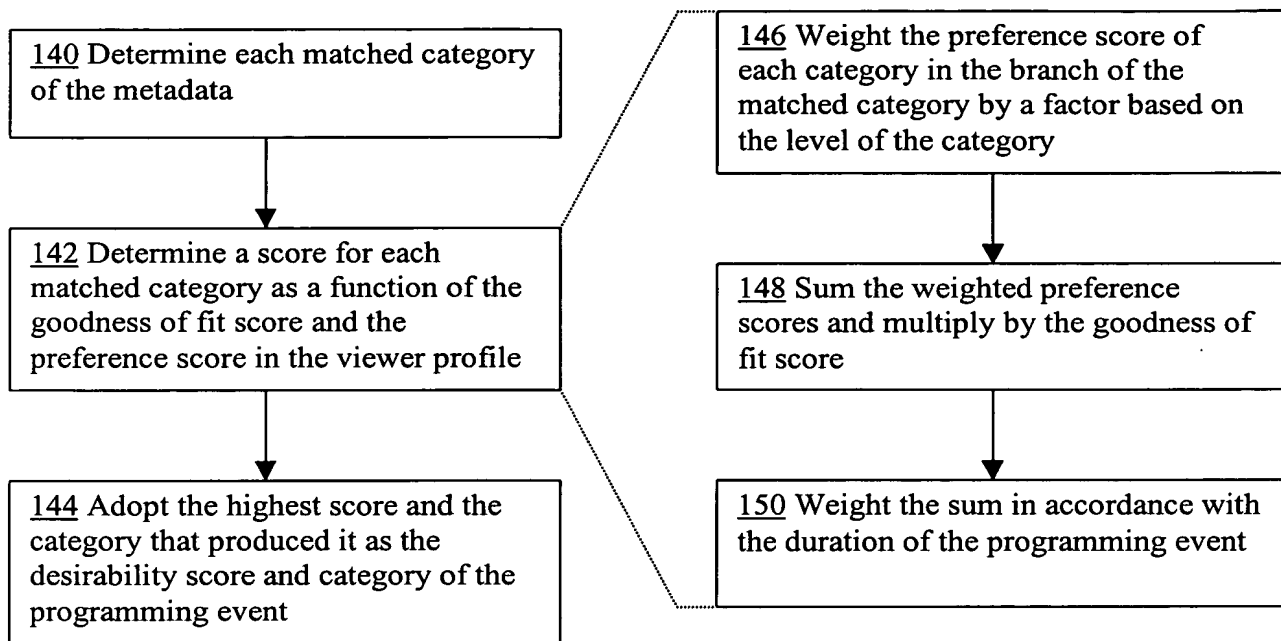 140 Determine each matched category
of the metadata
142 Determine a score for each
matched category as a function of the
goodness of fit score and the
preference score in the viewer profile
144 Adopt the highest score and the
category that produced it as the
desirability score and category of the
programming event
146 Weight the preference score of
each category in the branch of the
matched category by a factor based on
the level of the category
148 Sum the weighted preference
scores and multiply by the goodness of
fit score
150 Weight the sum in accordance with
the duration of the programming event